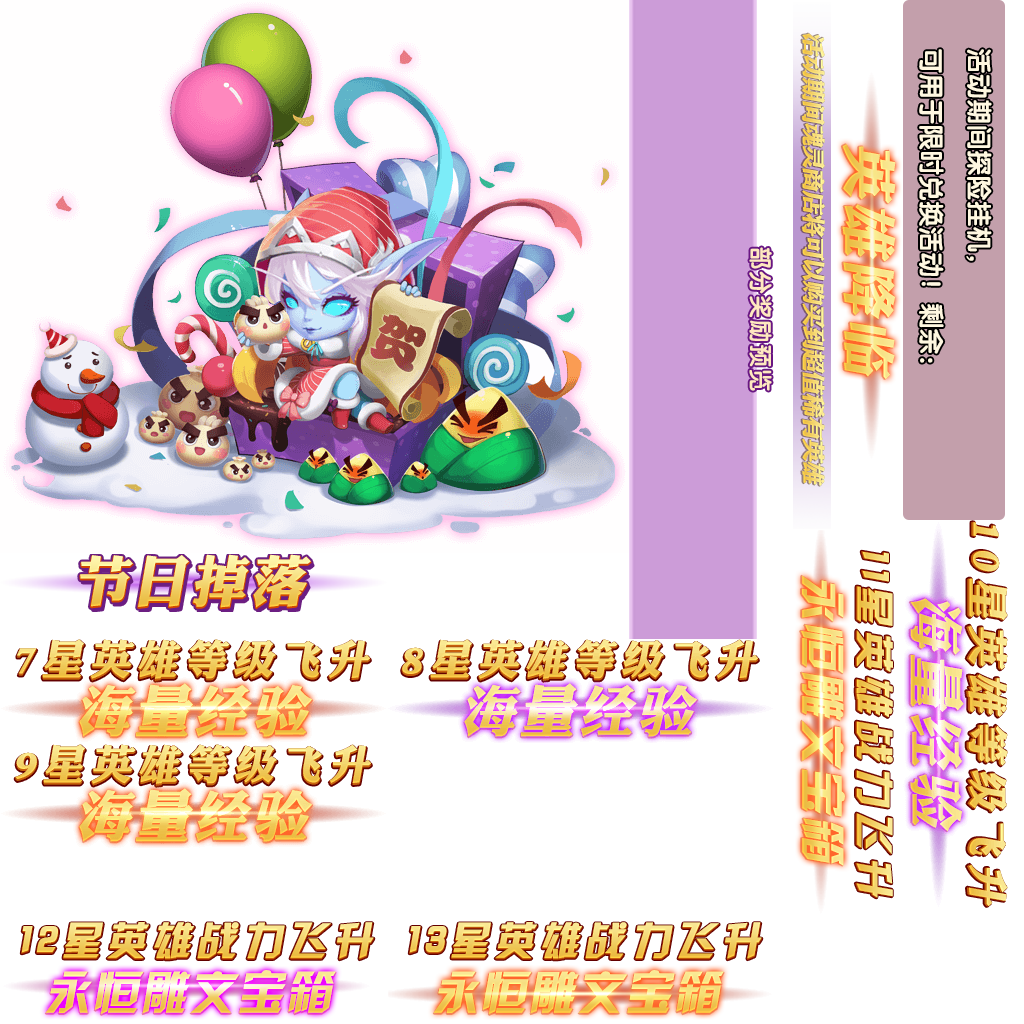 贺
部分奖励预览
活动期间魂灵商店将可以购买到超值稀有英雄
英雄降临
活动期间探险挂机，
可用于限时兑换活动！ 剩余：
节日掉落
7星英雄等级飞升
海量经验
8星英雄等级飞升
海量经验
9星英雄等级飞升
海量经验
10星英雄等级飞升
海量经验
11星英雄战力飞升
永恒雕文宝箱
12星英雄战力飞升
永恒雕文宝箱
13星英雄战力飞升
永恒雕文宝箱